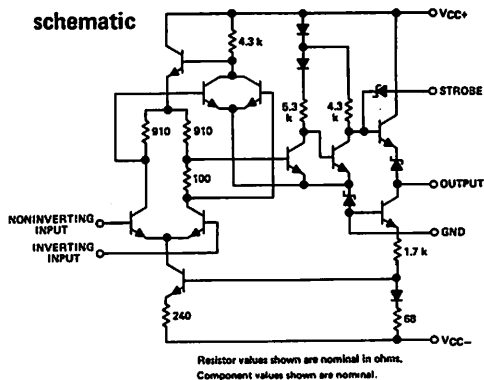 schematic
VCC+
4.3 k
STROBE
5.3 k
4.3 k
910
910
100
OUTPUT
NONINVERTING INPUT
GND
INVERTING INPUT
1.7 k
240
68
VCC−
Resistor values shown are nominal in ohms.
Component values shown are nominal.